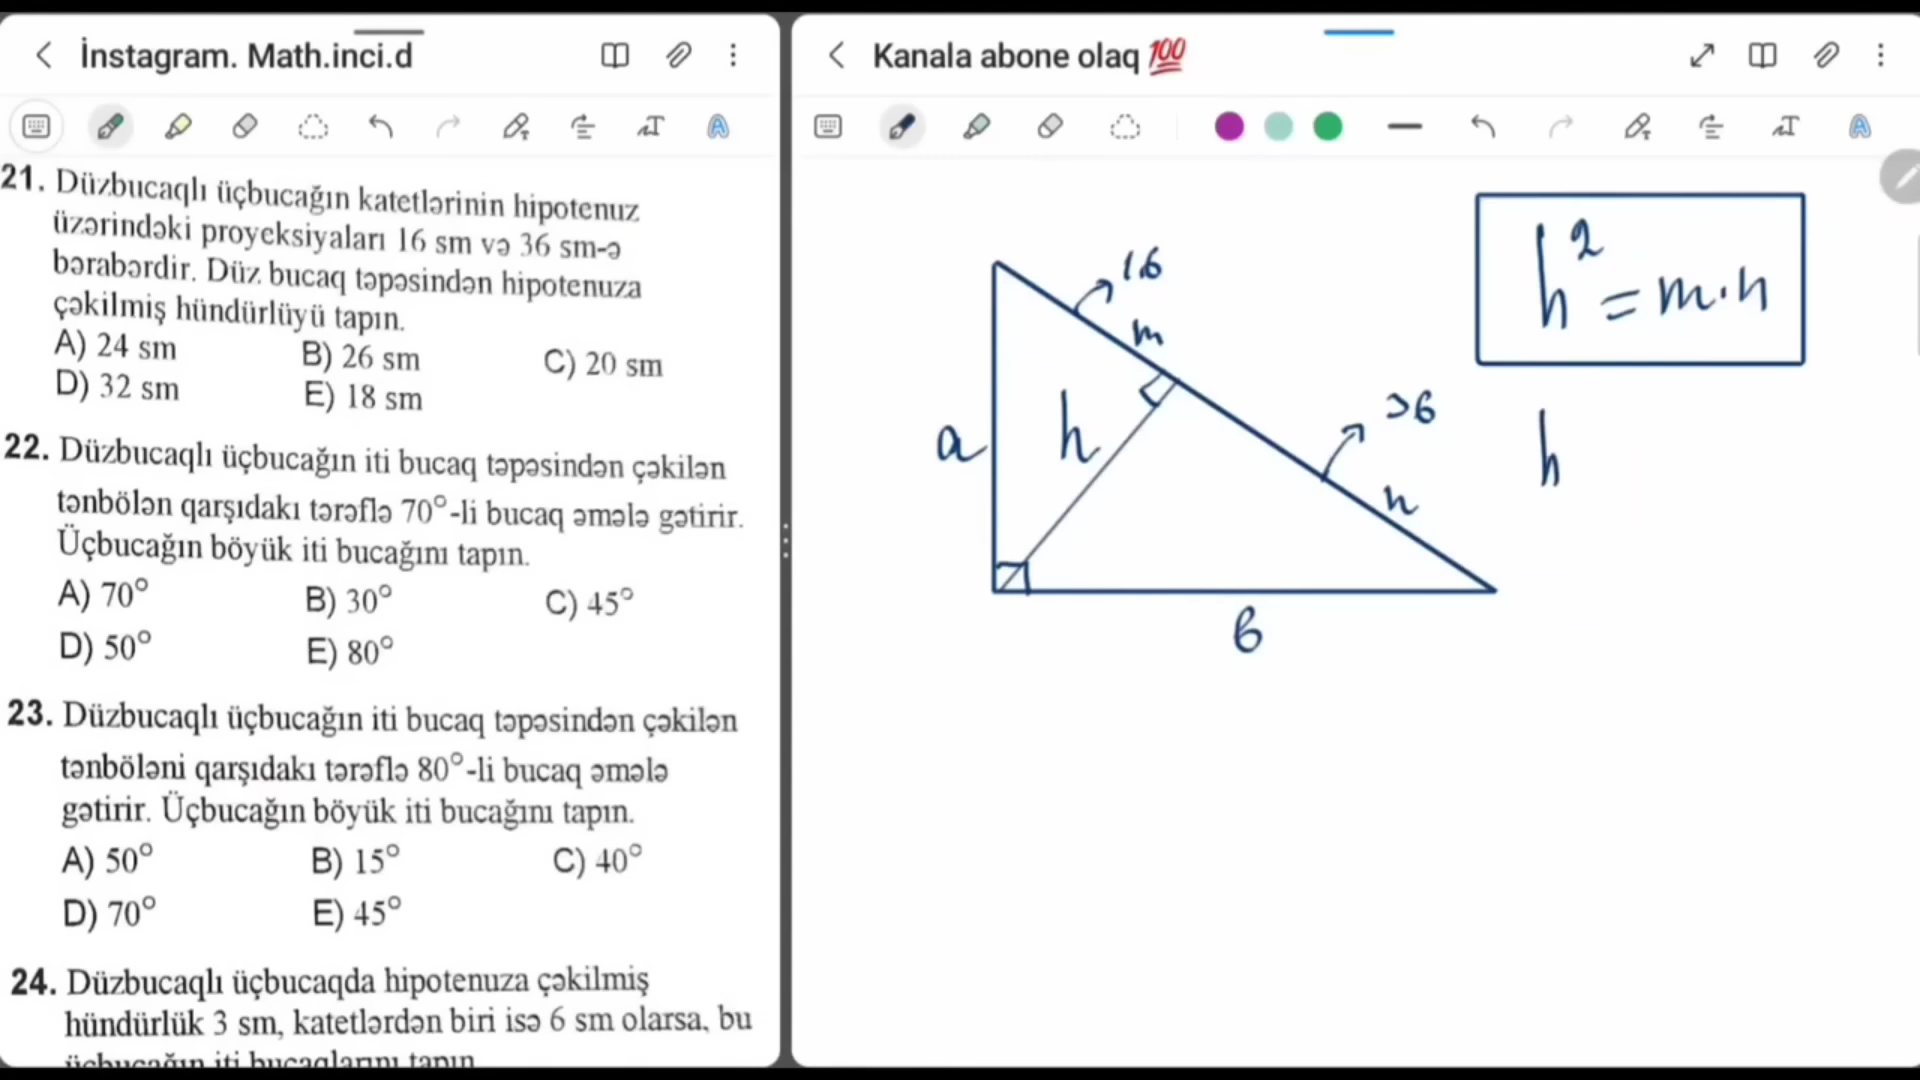 İnstagram. Math.inci.d
21. Düzbucaqlı üçbucağın katetlərinin hipotenuz
üzərindəki proyeksiyaları 16 sm və 36 sm-ə
bərabərdir. Düz bucaq təpəsindən hipotenuza
çəkilmiş hündürlüyü tapın.
A) 24 sm B) 26 sm C) 20 sm
D) 32 sm E) 18 sm
22. Düzbucaqlı üçbucağın iti bucaq təpəsindən çəkilən
tənbölən qarşıdakı tərəflə 70°-li bucaq əmələ gətirir.
Üçbucağın böyük iti bucağını tapın.
A) 70° B) 30° C) 45°
D) 50° E) 80°
23. Düzbucaqlı üçbucağın iti bucaq təpəsindən çəkilən
tənböləni qarşıdakı tərəflə 80°-li bucaq əmələ
gətirir. Üçbucağın böyük iti bucağını tapın.
A) 50° B) 15° C) 40°
D) 70° E) 45°
24. Düzbucaqlı üçbucaqda hipotenuza çəkilmiş
hündürlük 3 sm, katetlərdən biri isə 6 sm olarsa, bu
üçbucağın iti bucaqlarını tapın
Kanala abone olaq 💯
h² = m·n
16
m
36
a
h
n
h
b